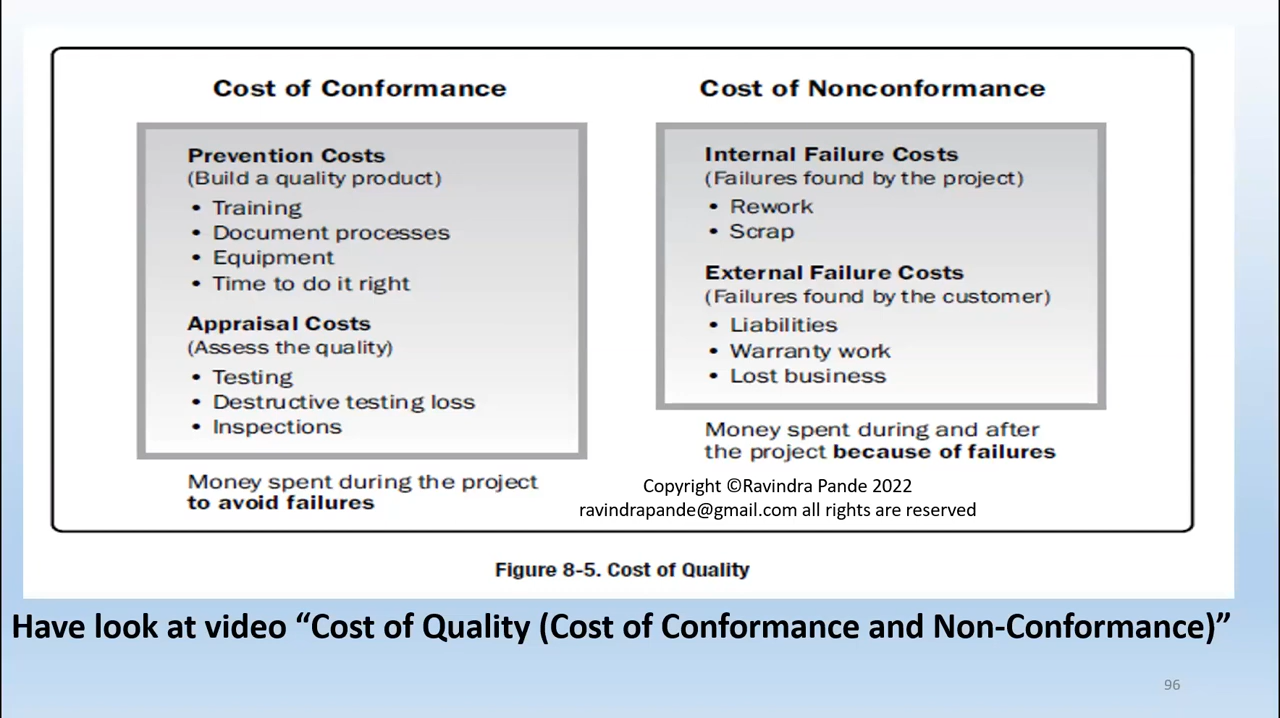 Cost of Conformance
Prevention Costs
(Build a quality product)
• Training
• Document processes
• Equipment
• Time to do it right
Appraisal Costs
(Assess the quality)
• Testing
• Destructive testing loss
• Inspections
Money spent during the project
to avoid failures
Cost of Nonconformance
Internal Failure Costs
(Failures found by the project)
• Rework
• Scrap
External Failure Costs
(Failures found by the customer)
• Liabilities
• Warranty work
• Lost business
Money spent during and after
the project because of failures
Copyright ©Ravindra Pande 2022
ravindrapande@gmail.com all rights are reserved
Figure 8-5. Cost of Quality
Have look at video “Cost of Quality (Cost of Conformance and Non-Conformance)”
96